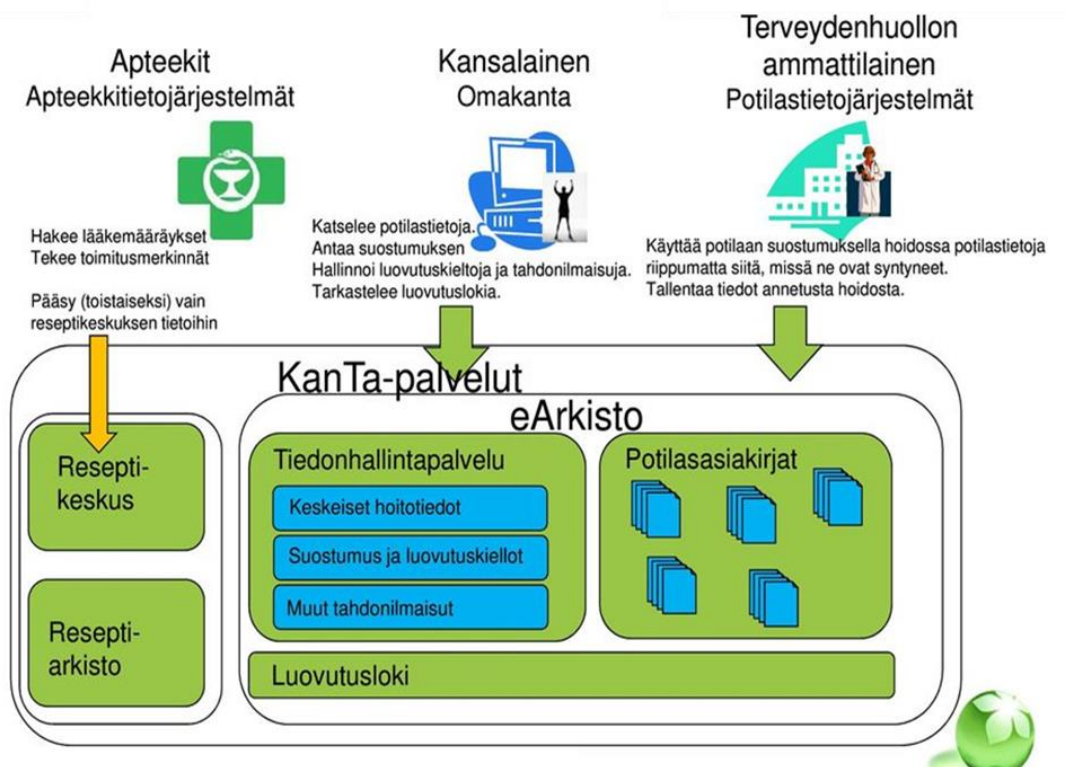 Apteekit
Apteekkitietojärjestelmät
Hakee lääkemääräykset
Tekee toimitusmerkinnät
Pääsy (toistaiseksi) vain
reseptikeskuksen tietoihin
Kansalainen
Omakanta
Katselee potilastietoja.
Antaa suostumuksen
Hallinnoi luovutuskieltoja ja tahdonilmaisuja.
Tarkastelee luovutuslokia.
Terveydenhuollon
ammattilainen
Potilastietojärjestelmät
Käyttää potilaan suostumuksella hoidossa potilastietoja
riippumatta siitä, missä ne ovat syntyneet.
Tallentaa tiedot annetusta hoidosta.
KanTa-palvelut
eArkisto
Resepti-
keskus
Resepti-
arkisto
Tiedonhallintapalvelu
Keskeiset hoitotiedot
Suostumus ja luovutuskiellot
Muut tahdonilmaisut
Potilasasiakirjat
Luovutusloki